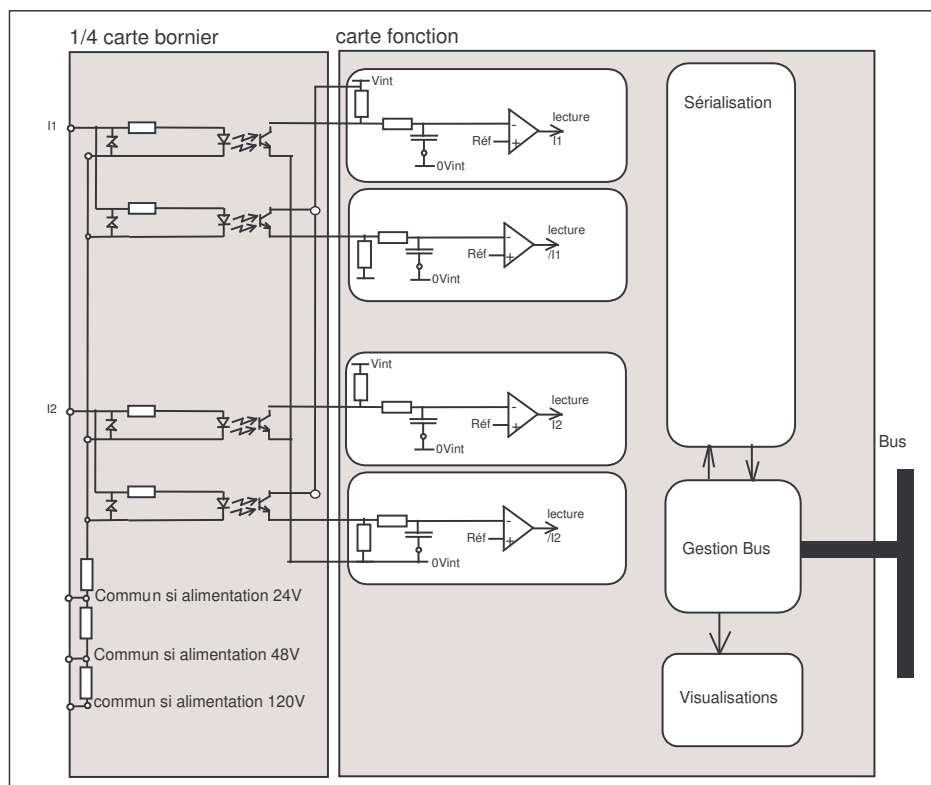 1/4 carte bornier
carte fonction
Vint
I1
Réf
-
+
lecture
I1
0Vint
Réf
-
+
lecture
/I1
0Vint
Sérialisation
Vint
I2
Réf
-
+
lecture
I2
0Vint
Réf
-
+
lecture
/I2
0Vint
Bus
Gestion Bus
Commun si alimentation 24V
Commun si alimentation 48V
commun si alimentation 120V
Visualisations